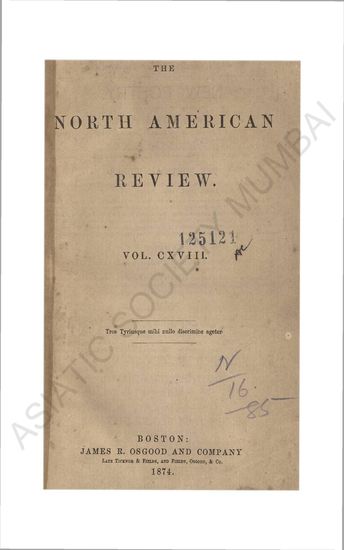 THE
NORTH AMERICAN
REVIEW.
125121
VOL. CXVIII.
Tros Tyriusque mihi nullo discrimine agetur
N
16
85
BOSTON:
JAMES R. OSGOOD AND COMPANY
LATE TICKNOR & FIELDS, AND FIELDS, OSGOOD, & CO.
1874.
ASIATIC SOCIETY MUMBAI